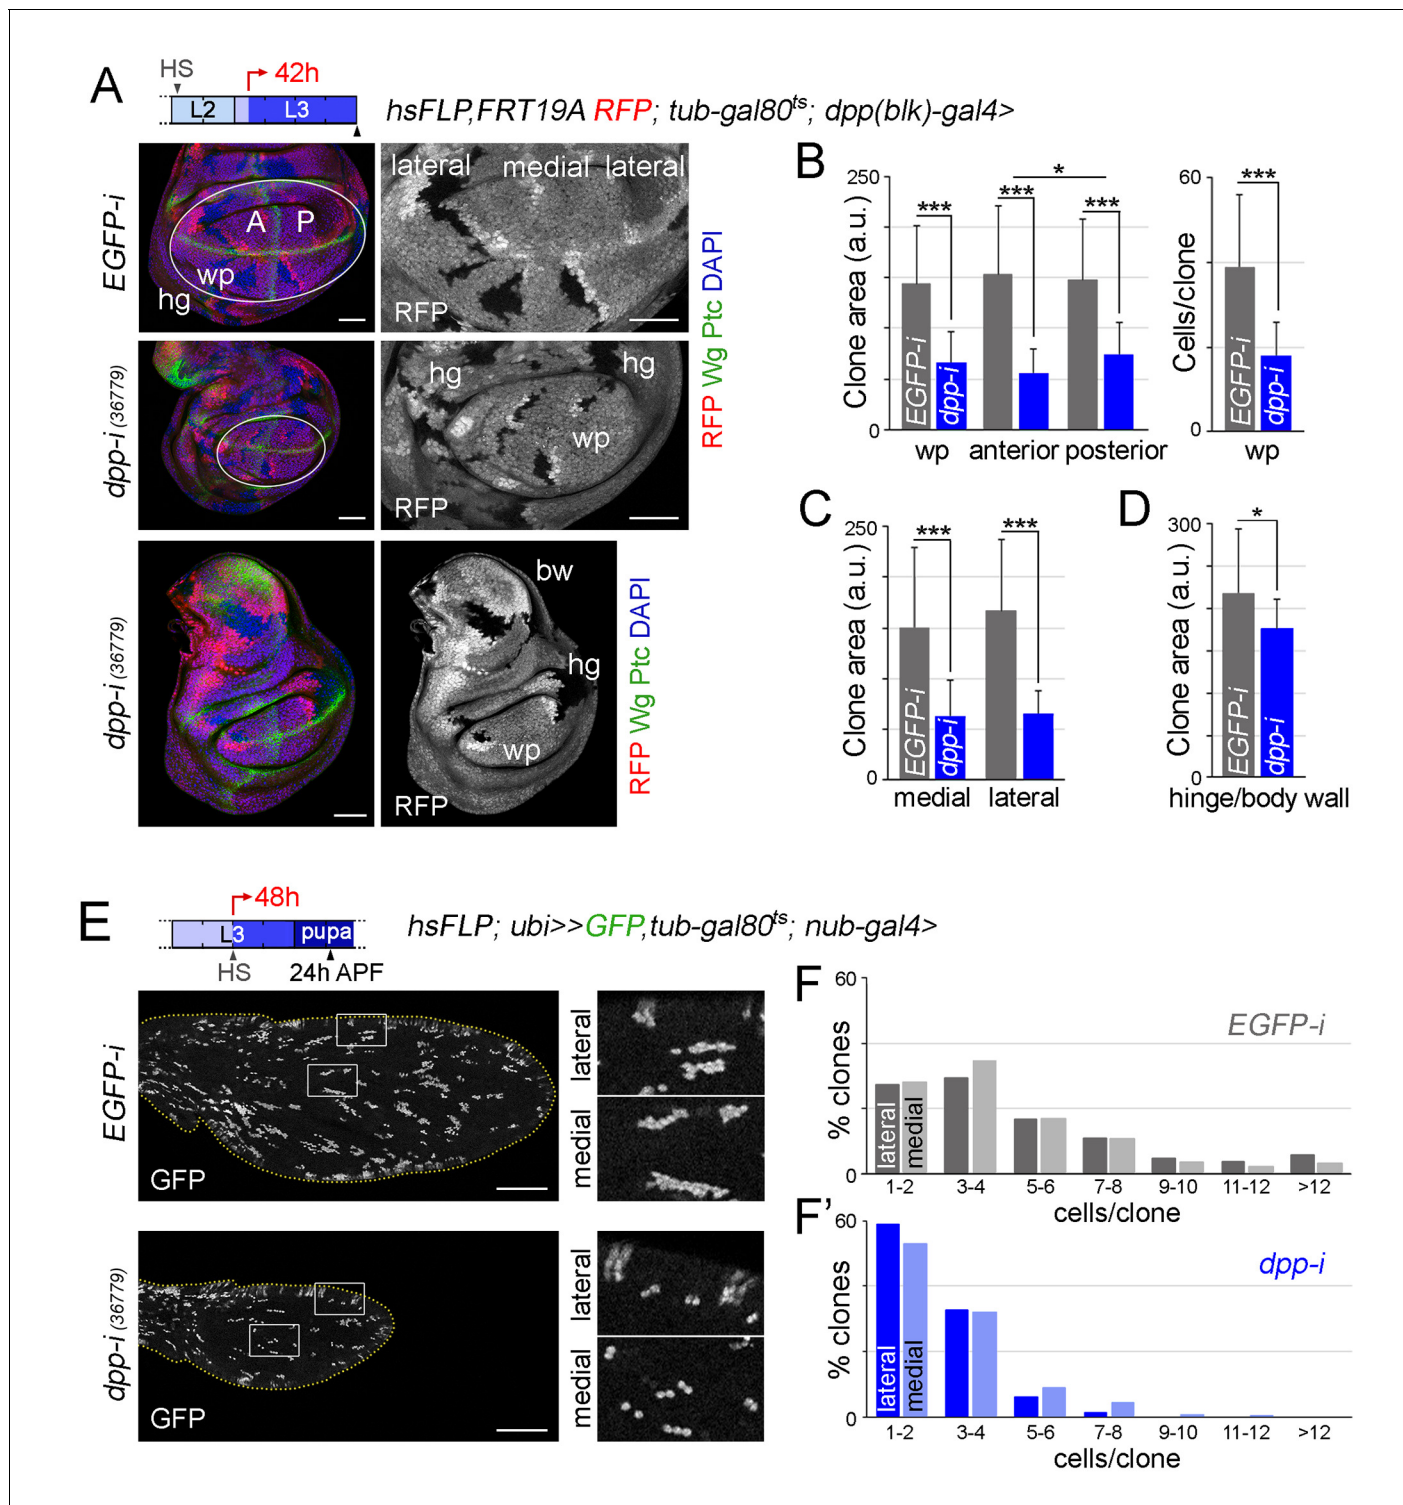 A
HS
42h
L2
L3
hsFLP,FRT19A RFP; tub-gal80ts; dpp(blk)-gal4>
EGFP-i
A
P
wp
hg
lateral
medial
lateral
RFP
dpp-i (36779)
hg
hg
wp
RFP
RFP Wg Ptc DAPI
dpp-i (36779)
bw
hg
wp
RFP
RFP Wg Ptc DAPI
B
Clone area (a.u.)
250
0
***
***
*
***
EGFP-i
dpp-i
wp
anterior
posterior
Cells/clone
60
0
***
EGFP-i
dpp-i
wp
C
Clone area (a.u.)
250
0
***
***
EGFP-i
dpp-i
medial
lateral
D
Clone area (a.u.)
300
0
*
EGFP-i
dpp-i
hinge/body wall
E
48h
L3
pupa
HS
24h APF
hsFLP; ubi>>GFP,tub-gal80ts; nub-gal4>
EGFP-i
GFP
lateral
medial
dpp-i (36779)
GFP
lateral
medial
F
% clones
60
0
EGFP-i
lateral
medial
1-2
3-4
5-6
7-8
9-10
11-12
>12
cells/clone
F'
% clones
60
0
dpp-i
lateral
medial
1-2
3-4
5-6
7-8
9-10
11-12
>12
cells/clone